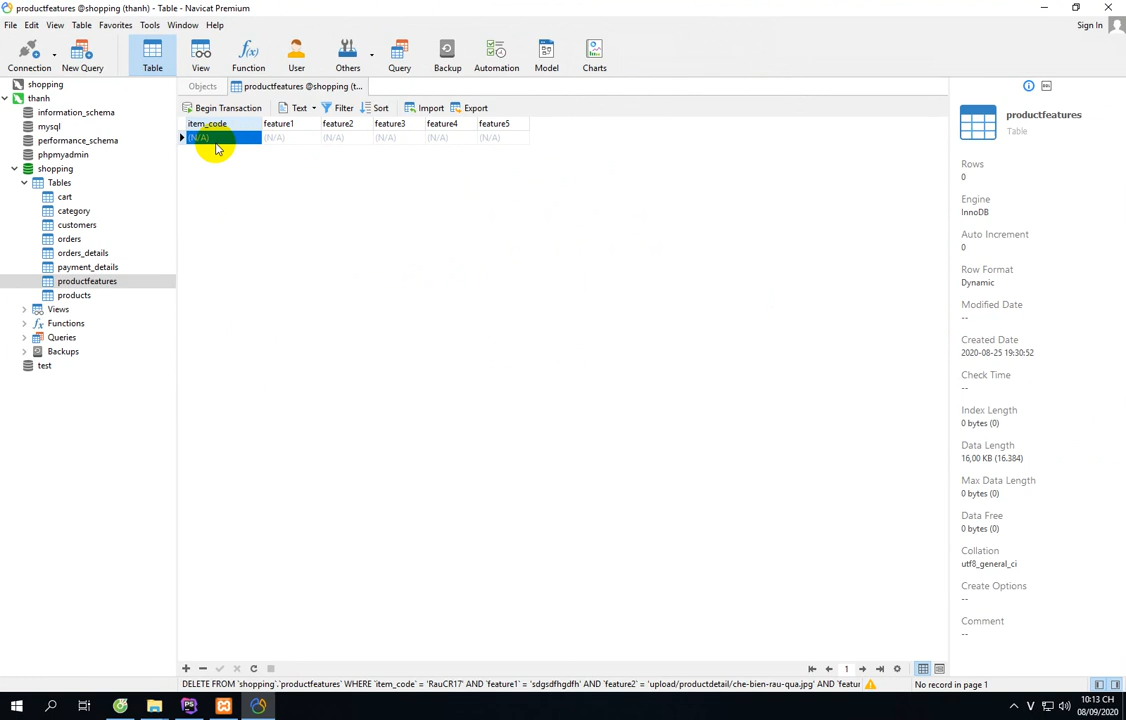 productfeatures @shopping (thanh) - Table - Navicat Premium
File Edit View Table Favorites Tools Window Help Sign In
Connection New Query Table View Function User Others Query Backup Automation Model Charts
Objects productfeatures @shopping (t...
Begin Transaction Text Filter Sort Import Export
item_code feature1 feature2 feature3 feature4 feature5
(N/A) (N/A) (N/A) (N/A) (N/A) (N/A)
shopping
thanh
information_schema
mysql
performance_schema
phpmyadmin
shopping
Tables
cart
category
customers
orders
orders_details
payment_details
productfeatures
products
Views
Functions
Queries
Backups
test
productfeatures
Table
Rows
0
Engine
InnoDB
Auto Increment
0
Row Format
Dynamic
Modified Date
--
Created Date
2020-08-25 19:30:52
Check Time
--
Index Length
0 bytes (0)
Data Length
16,00 KB (16.384)
Max Data Length
0 bytes (0)
Data Free
0 bytes (0)
Collation
utf8_general_ci
Create Options
--
Comment
--
1
DELETE FROM `shopping`.`productfeatures` WHERE `item_code` = 'RauCR17' AND `feature1` = 'sdgsdfhgdfh' AND `feature2` = 'upload/productdetail/che-bien-rau-qua.jpg' AND `featur No record in page 1
V 10:13 CH
08/09/2020